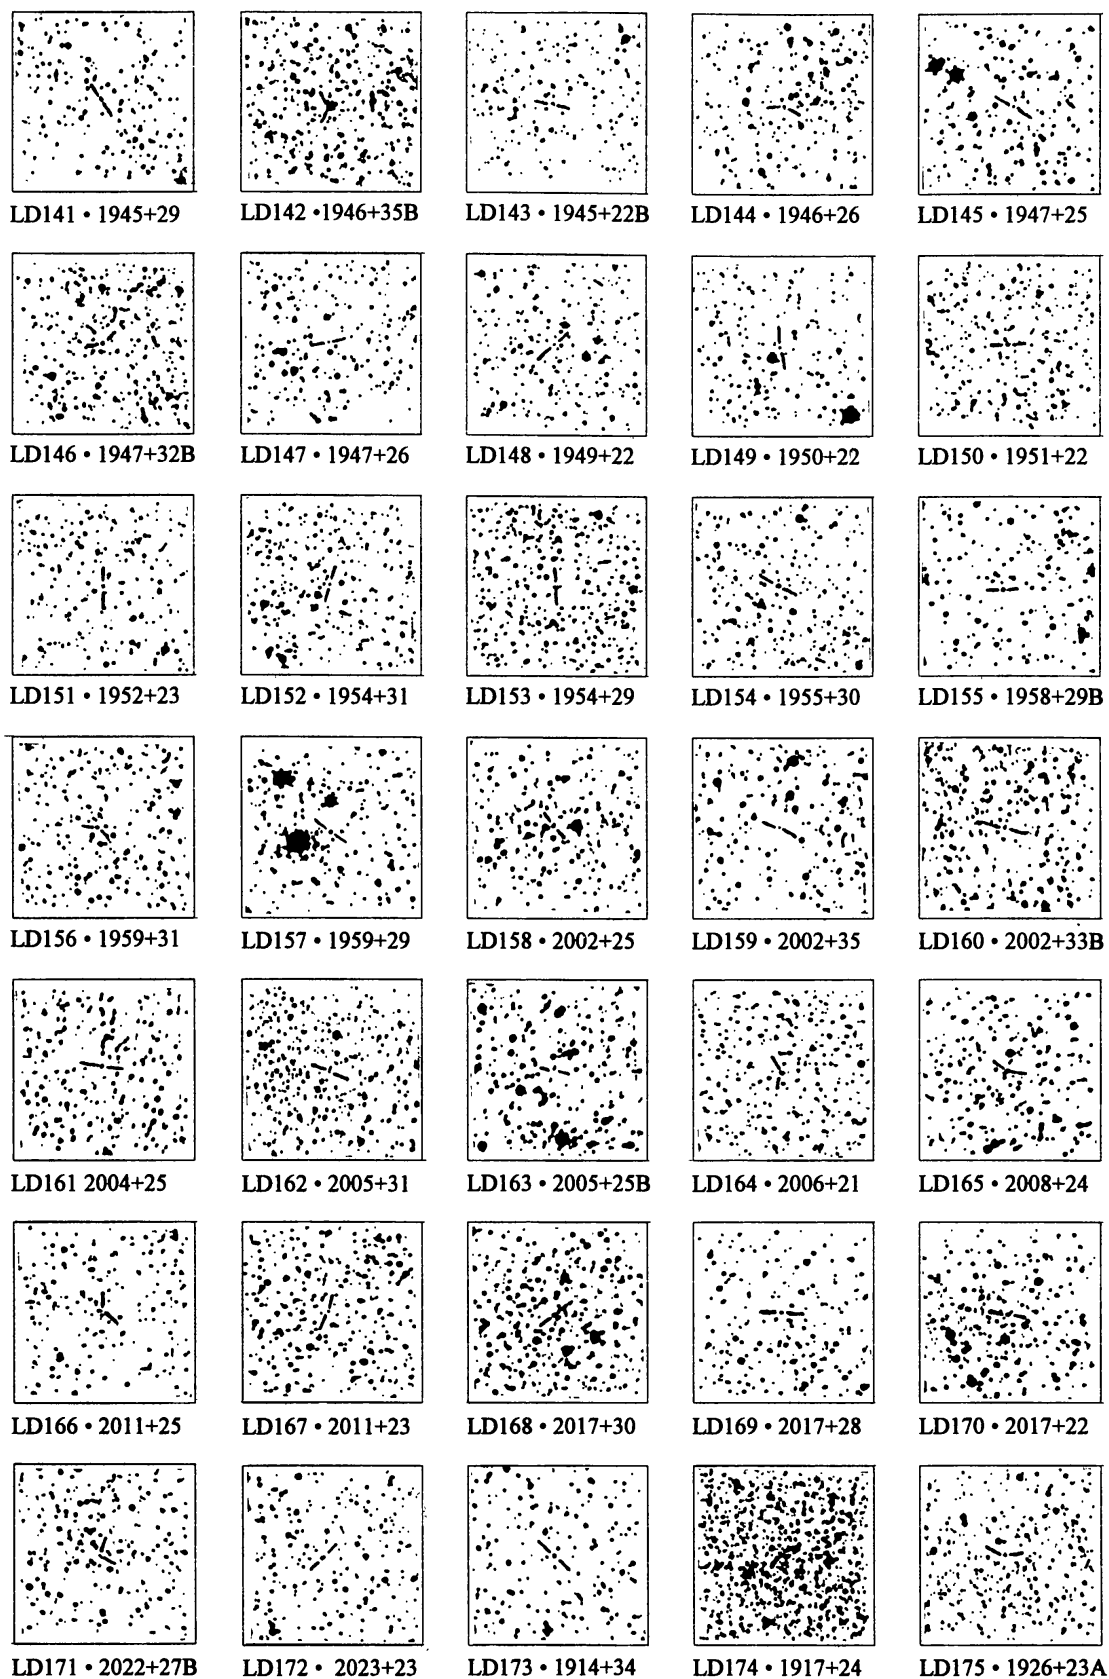 LD141 • 1945+29 LD142 •1946+35B LD143 • 1945+22B LD144 • 1946+26 LD145 • 1947+25
LD146 • 1947+32B LD147 • 1947+26 LD148 • 1949+22 LD149 • 1950+22 LD150 • 1951+22
LD151 • 1952+23 LD152 • 1954+31 LD153 • 1954+29 LD154 • 1955+30 LD155 • 1958+29B
LD156 • 1959+31 LD157 • 1959+29 LD158 • 2002+25 LD159 • 2002+35 LD160 • 2002+33B
LD161 2004+25 LD162 • 2005+31 LD163 • 2005+25B LD164 • 2006+21 LD165 • 2008+24
LD166 • 2011+25 LD167 • 2011+23 LD168 • 2017+30 LD169 • 2017+28 LD170 • 2017+22
LD171 • 2022+27B LD172 • 2023+23 LD173 • 1914+34 LD174 • 1917+24 LD175 • 1926+23A